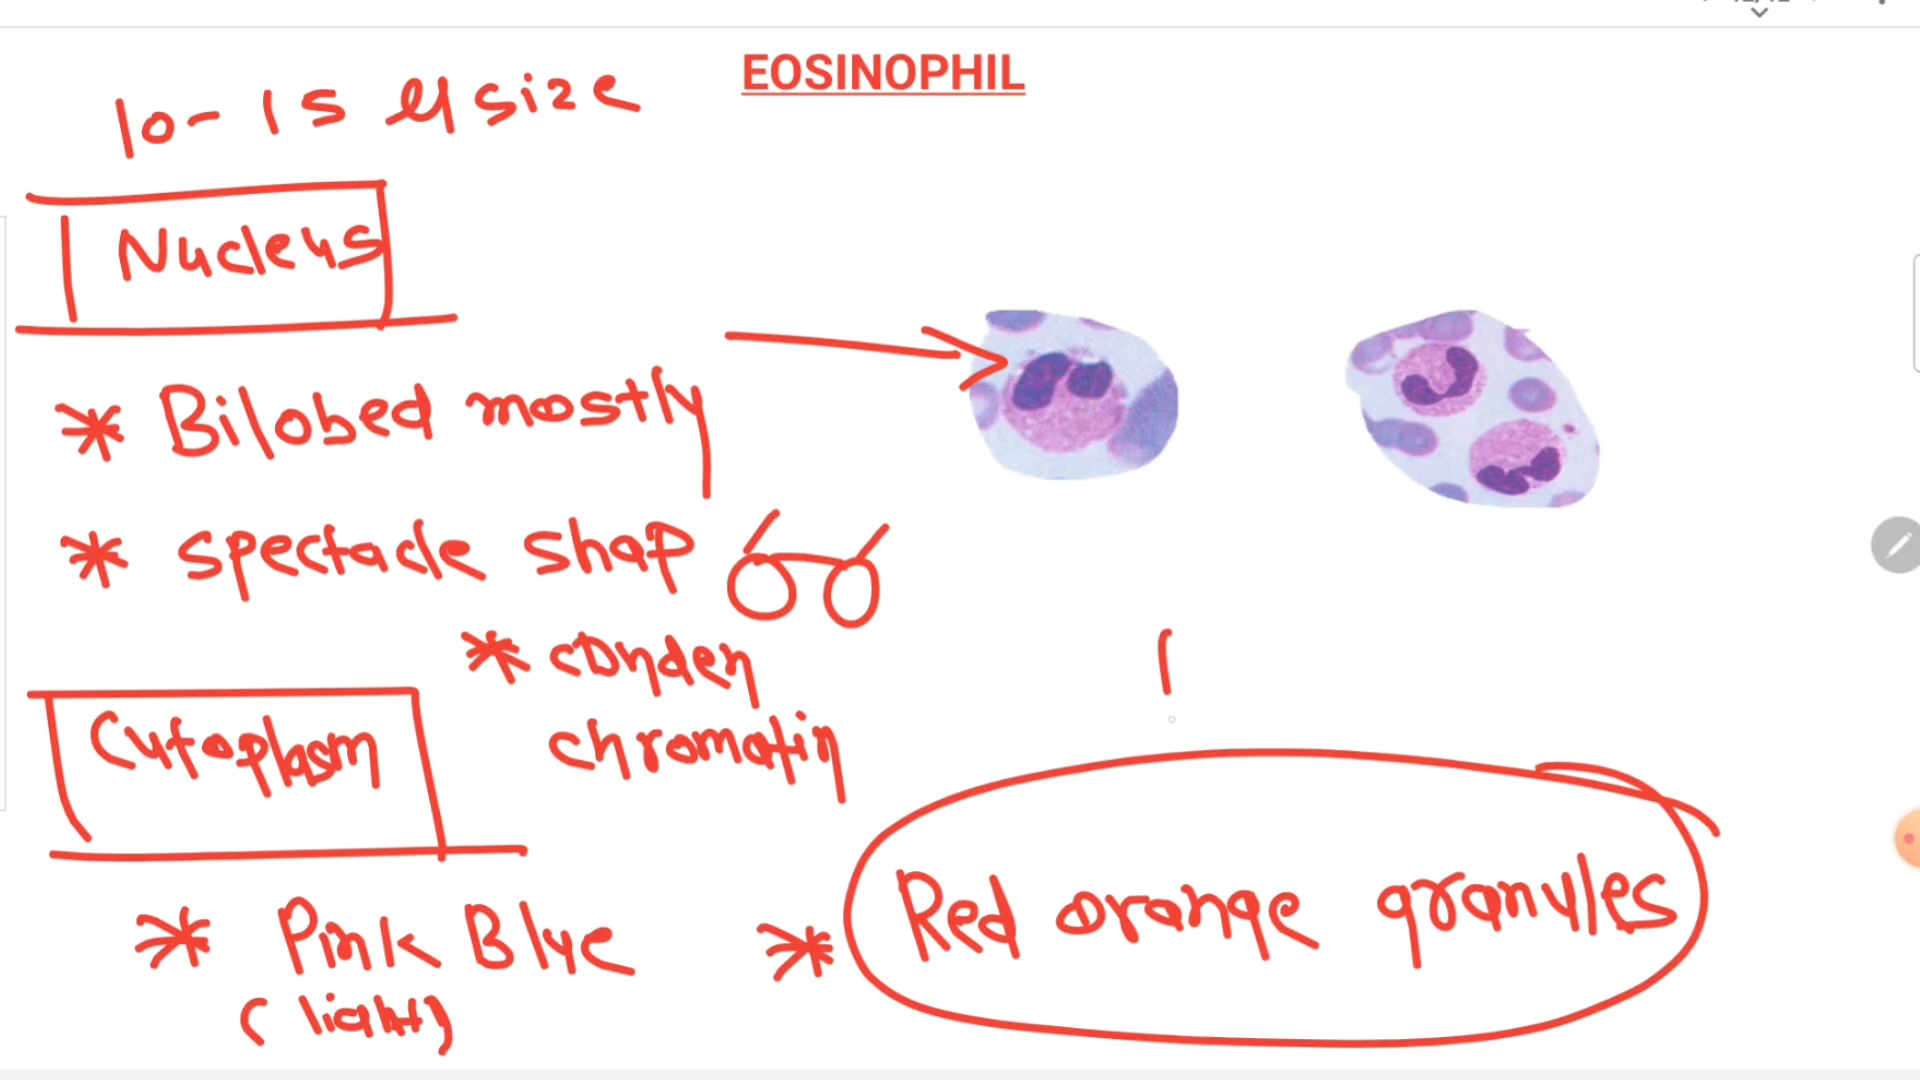 EOSINOPHIL
10-15 μ size
Nucleus
* Bilobed mostly
* spectacle shap
* conden
chromatin
Cytoplasm
* Pink Blue
(light)
* Red orange granules